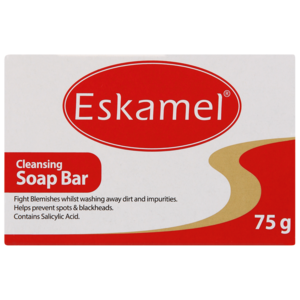 Eskamel®
Cleansing
Soap Bar
Fight Blemishes whilst washing away dirt and impurities.
Helps prevent spots & blackheads.
Contains Salicylic Acid.
75 g